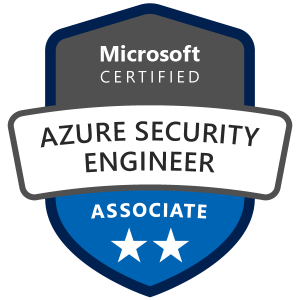 Microsoft
CERTIFIED
AZURE SECURITY
ENGINEER
ASSOCIATE